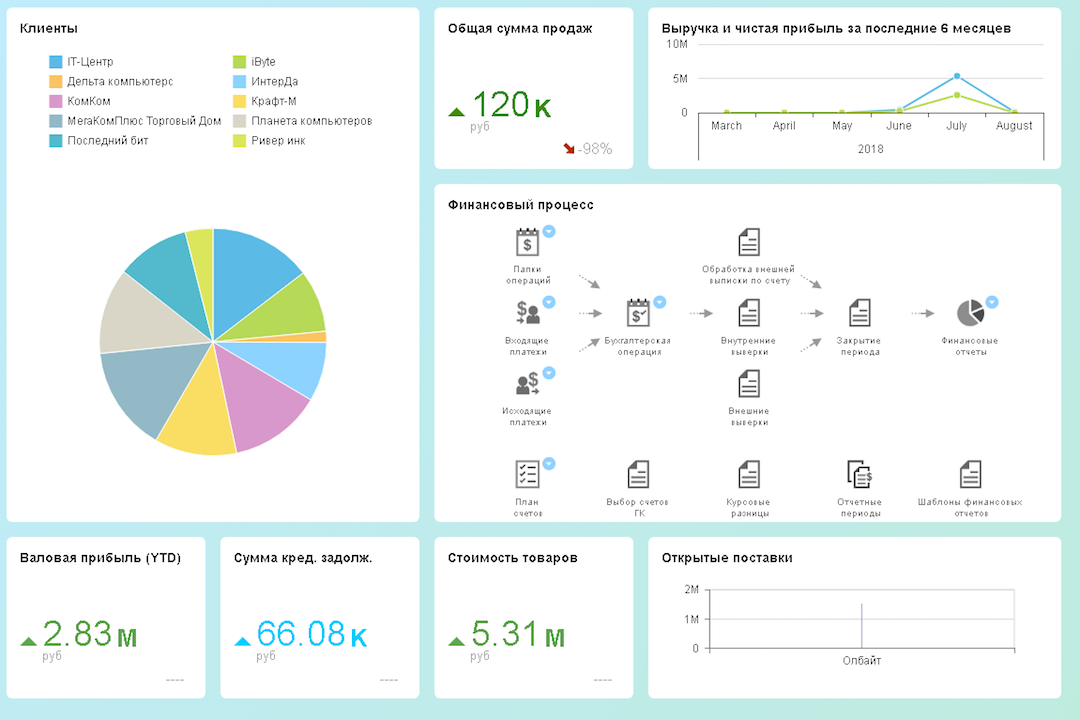 Клиенты
IT-Центр
iByte
Дельта компьютерс
ИнтерДа
КомКом
Крафт-М
МегаКомПлюс Торговый Дом
Планета компьютеров
Последний бит
Ривер инк
Общая сумма продаж
120 K
руб
-98%
Выручка и чистая прибыль за последние 6 месяцев
10M
5M
0
March April May June July August
2018
Финансовый процесс
Папки
операций
Обработка внешней
выписки по счету
Входящие
платежи
Бухгалтерская
операция
Внутренние
выверки
Закрытие
периода
Финансовые
отчеты
Исходящие
платежи
Внешние
выверки
План
счетов
Выбор счетов
ГК
Курсовые
разницы
Отчетные
периоды
Шаблоны финансовых
отчетов
Валовая прибыль (YTD)
2.83 M
руб
----
Сумма кред. задолж.
66.08 K
руб
----
Стоимость товаров
5.31 M
руб
----
Открытые поставки
2M
1M
0
Олбайт